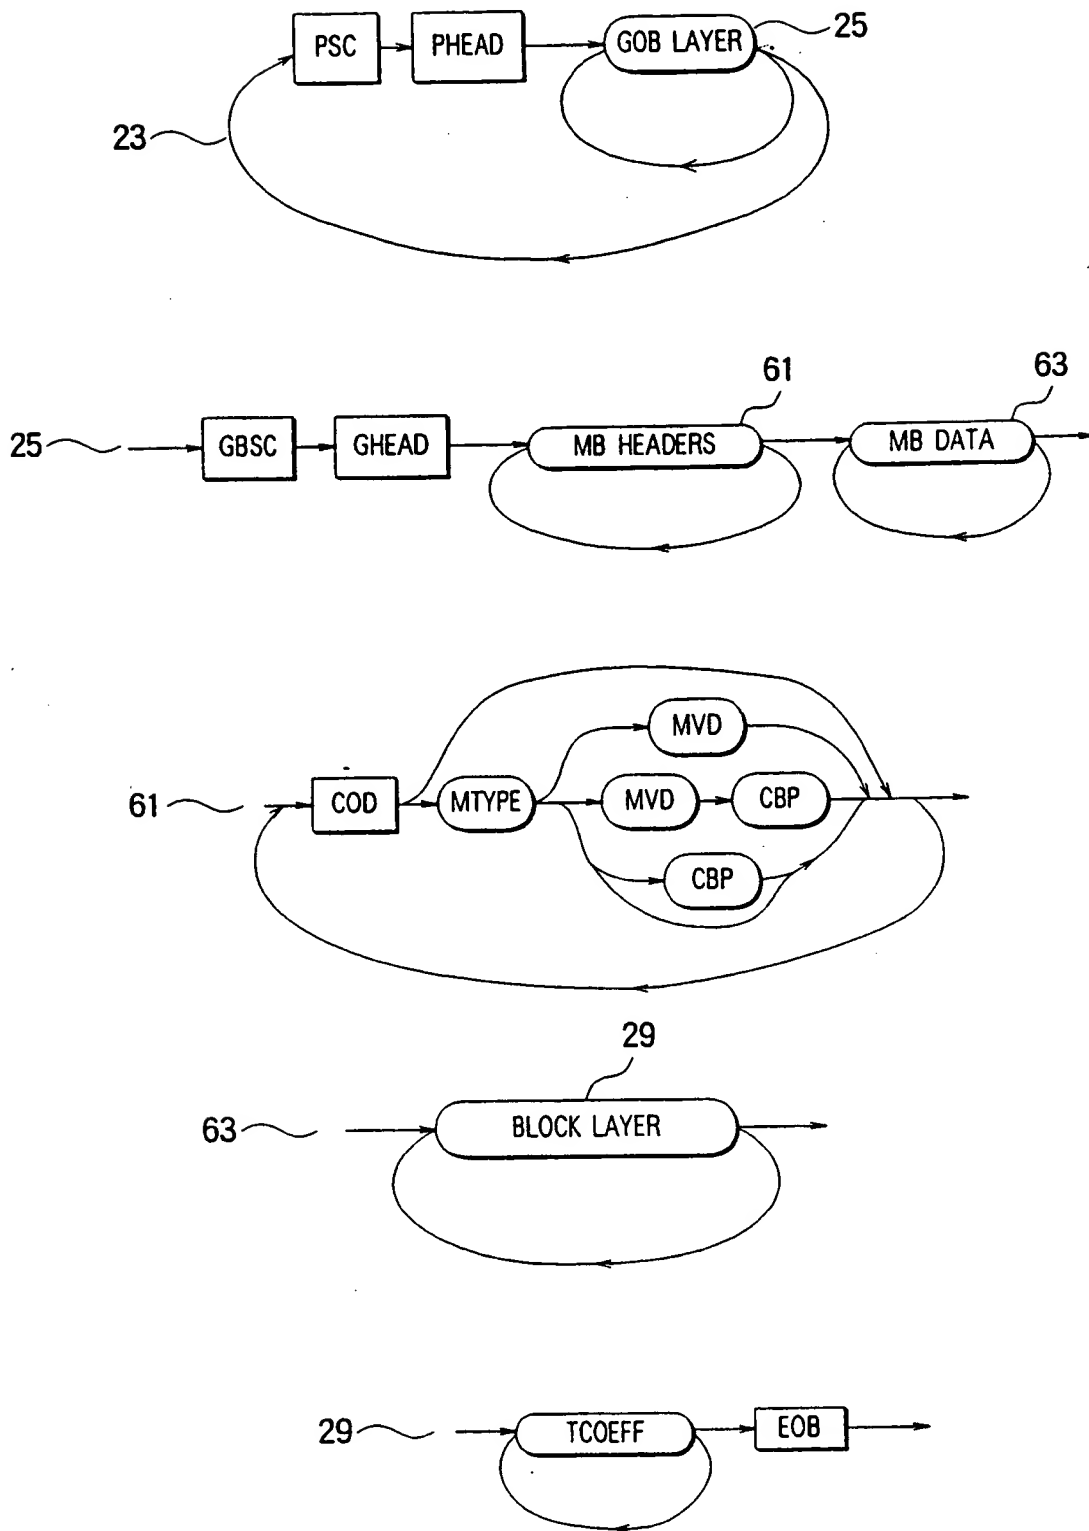 PSC PHEAD GOB LAYER 25
23
61 63
25 GBSC GHEAD MB HEADERS MB DATA
MVD
61 COD MTYPE MVD CBP
CBP
29
63 BLOCK LAYER
29 TCOEFF EOB